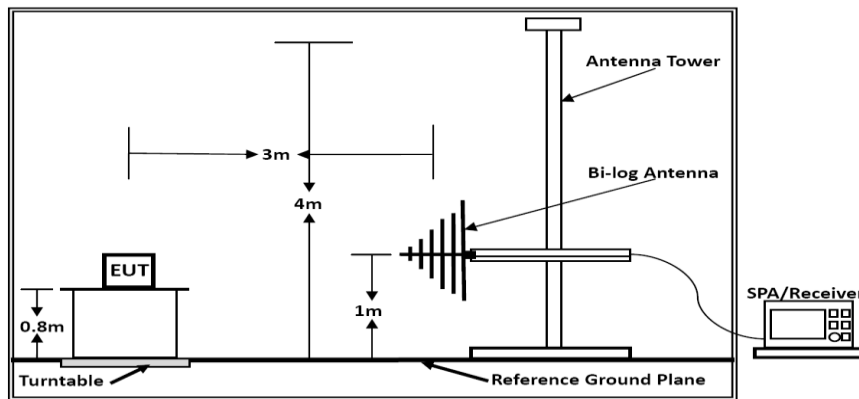 Antenna Tower
3m
Bi-log Antenna
4m
EUT
1m
SPA/Receiver
0.8m
Turntable
Reference Ground Plane